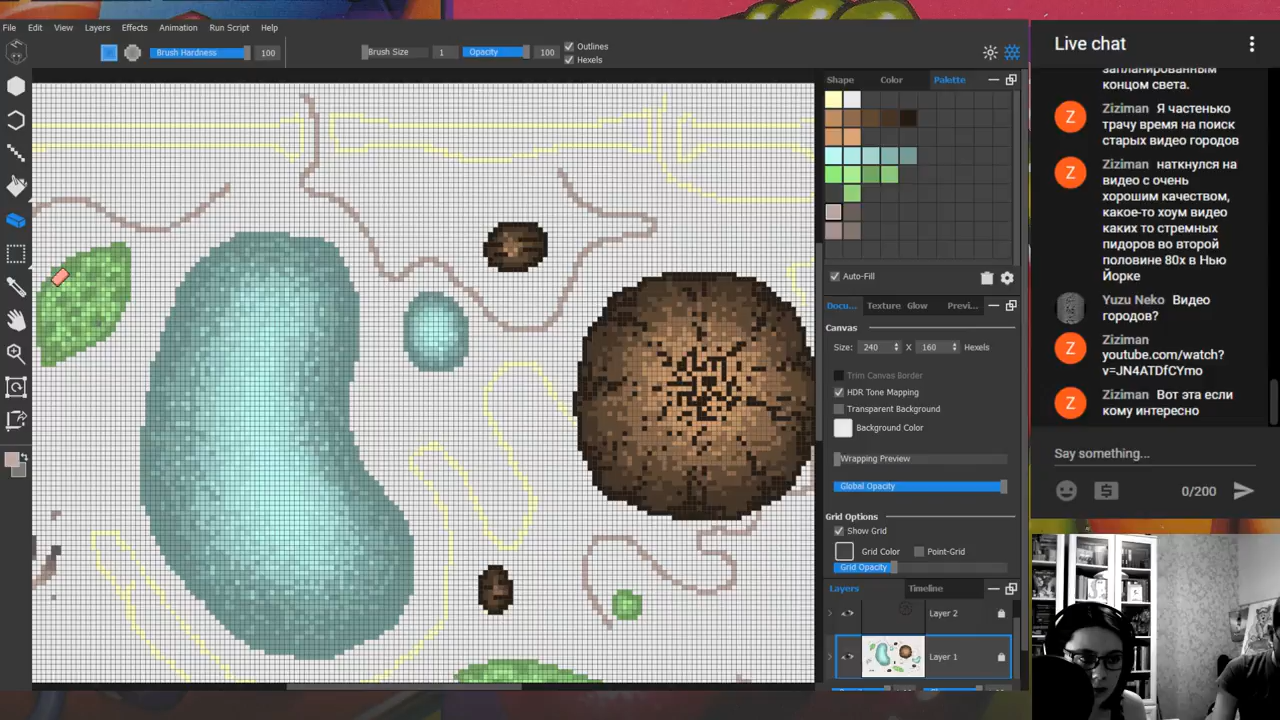 File Edit View Layers Effects Animation Run Script Help
Brush Hardness 100 Brush Size 1 Opacity 100 Outlines
Hexels
Shape Color Palette
Auto-Fill
Docu... Texture Glow Previ...
Canvas
Size: 240 X 160 Hexels
Trim Canvas Border
HDR Tone Mapping
Transparent Background
Background Color
Wrapping Preview
Global Opacity
Grid Options
Show Grid
Grid Color Point-Grid
Grid Opacity
Layers Timeline
Layer 2
Layer 1
Live chat
запланированным
концом света.
Ziziman Я частенько
трачу время на поиск
старых видео городов
Ziziman наткнулся на
видео с очень
хорошим качеством,
какое-то хоум видео
каких то стремных
пидоров во второй
половине 80х в Нью
Йорке
Yuzu Neko Видео
городов?
Ziziman
youtube.com/watch?
v=JN4ATDfCYmo
Ziziman Вот эта если
кому интересно
Say something...
0/200